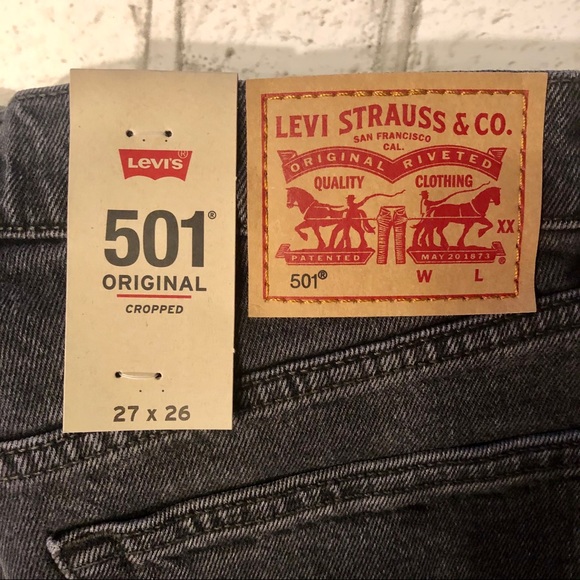 LEVI'S®
501®
ORIGINAL
CROPPED
27 x 26
LEVI STRAUSS & CO.
SAN FRANCISCO
CAL.
ORIGINAL RIVETED
QUALITY CLOTHING
XX
PATENTED MAY 20 1873
501® W L